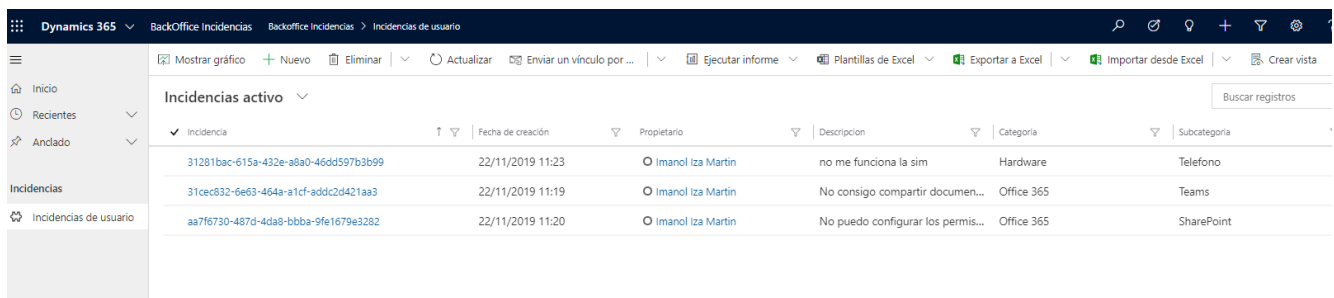 Dynamics 365 BackOffice Incidencias Backoffice Incidencias > Incidencias de usuario
Mostrar gráfico Nuevo Eliminar Actualizar Enviar un vínculo por ... Ejecutar informe Plantillas de Excel Exportar a Excel Importar desde Excel Crear vista
Inicio
Recientes
Anclado
Incidencias
Incidencias de usuario
Incidencias activo
Buscar registros
Incidencia Fecha de creación Propietario Descripcion Categoria Subcategoria
31281bac-615a-432e-a8a0-46dd597b3b99 22/11/2019 11:23 Imanol Iza Martin no me funciona la sim Hardware Telefono
31cec832-6e63-464a-a1cf-addc2d421aa3 22/11/2019 11:19 Imanol Iza Martin No consigo compartir documen... Office 365 Teams
aa7f6730-487d-4da8-bbba-9fe1679e3282 22/11/2019 11:20 Imanol Iza Martin No puedo configurar los permis... Office 365 SharePoint